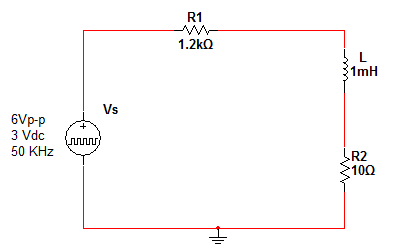 R1
1.2kΩ
L
1mH
Vs
6Vp-p
3 Vdc
50 KHz
R2
10Ω